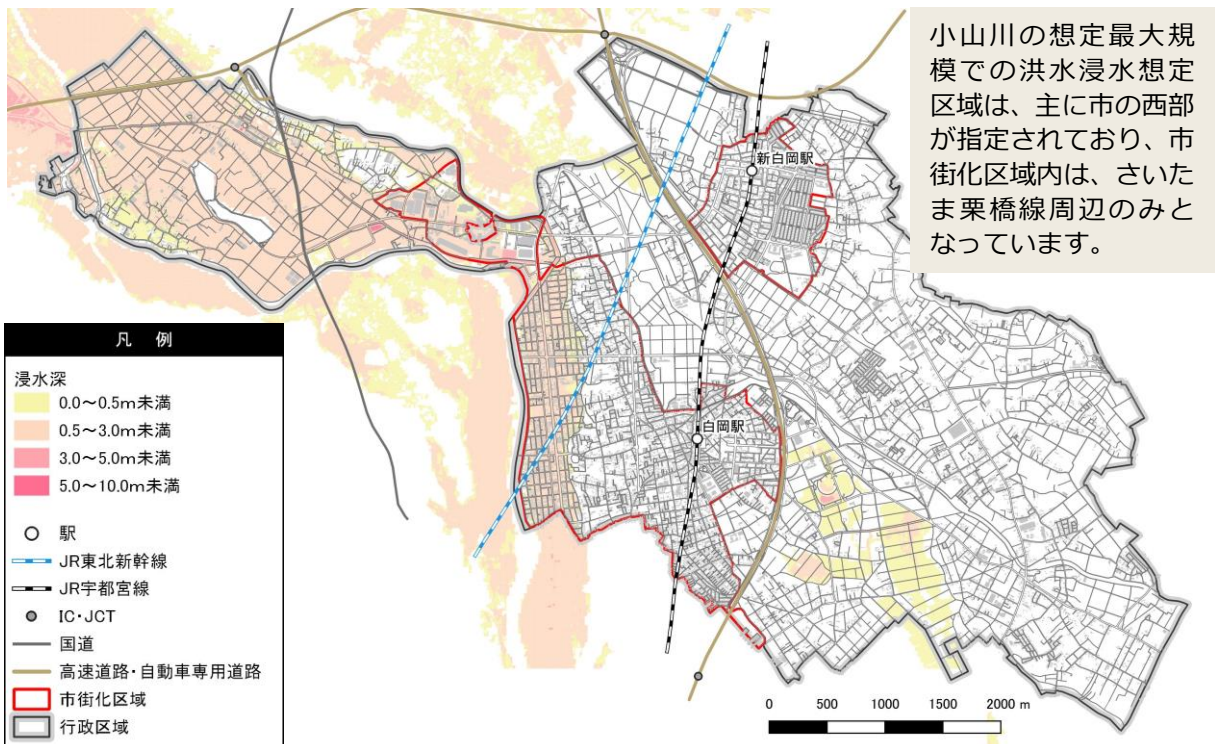 小山川の想定最大規
模での洪水浸水想定
区域は、主に市の西部
が指定されており、市
街化区域内は、さいた
ま栗橋線周辺のみと
なっています。
新白岡駅
白岡駅
凡 例
浸水深
0.0～0.5m未満
0.5～3.0m未満
3.0～5.0m未満
5.0～10.0m未満
駅
JR東北新幹線
JR宇都宮線
IC・JCT
国道
高速道路・自動車専用道路
市街化区域
行政区域
0 500 1000 1500 2000 m